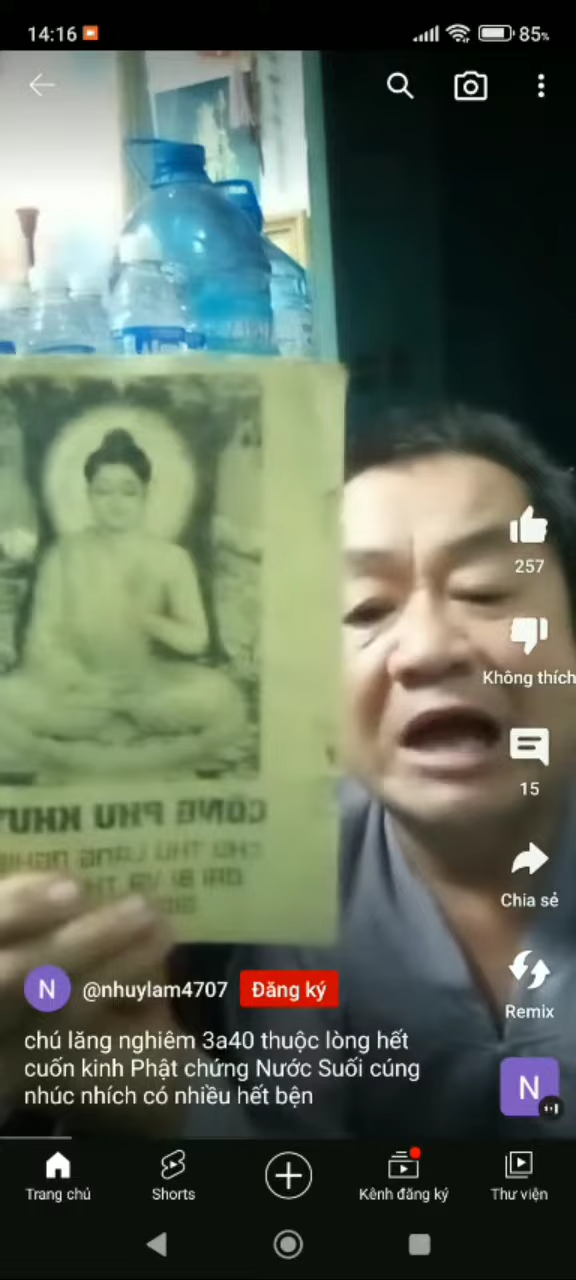 14:16
85%
CÔNG PHU KHUY
257
Không thích
15
Chia sẻ
Remix
N
@nhuylam4707
Đăng ký
chú lăng nghiêm 3a40 thuộc lòng hết
cuốn kinh Phật chứng Nước Suối cúng
nhúc nhích có nhiều hết bện
N
Trang chủ
Shorts
Kênh đăng ký
Thư viện